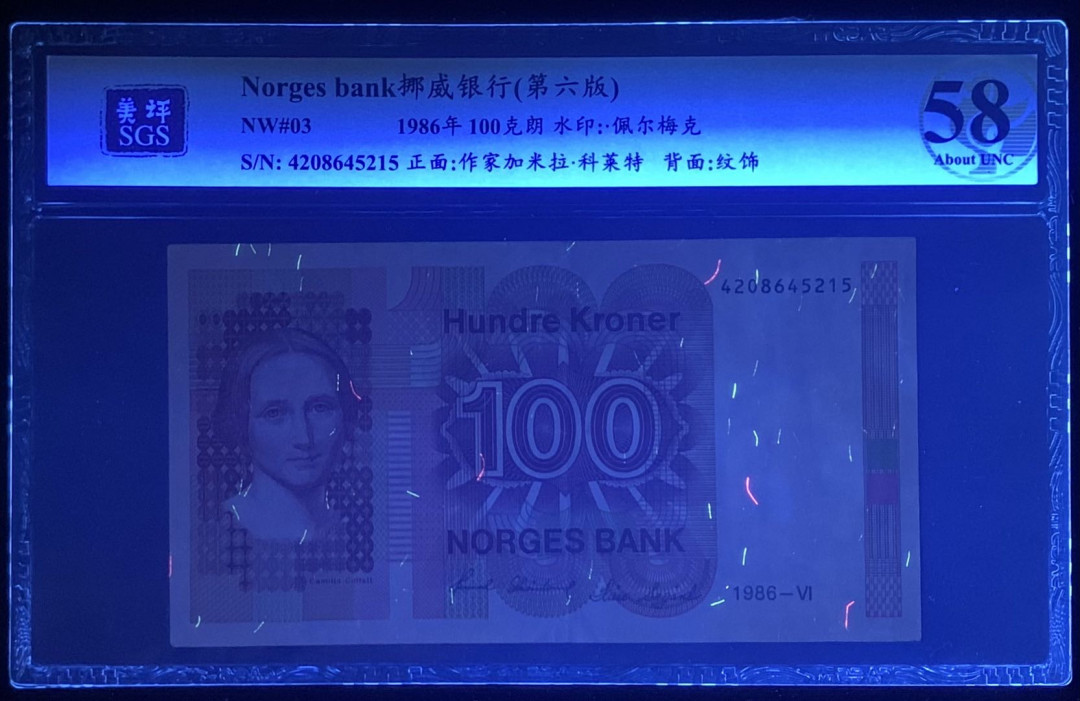 美 评
SGS
Norges bank挪威银行(第六版)
NW#03 1986年 100克朗 水印:·佩尔梅克
S/N: 4208645215 正面:作家加米拉·科莱特 背面:纹饰
58
About UNC
4208645215
Hundre Kroner
100
NORGES BANK
Camilla Collett
1986-VI